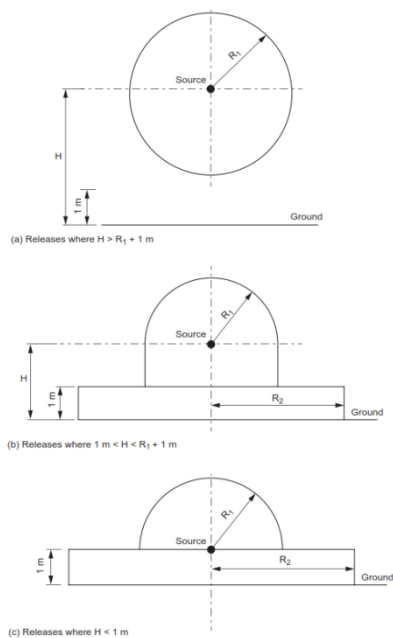 R₁
Source
H
1 m
Ground
(a) Releases where H > R₁ + 1 m
R₁
Source
H
1 m
R₂
Ground
(b) Releases where 1 m < H < R₁ + 1 m
R₁
Source
1 m
R₂
Ground
(c) Releases where H < 1 m